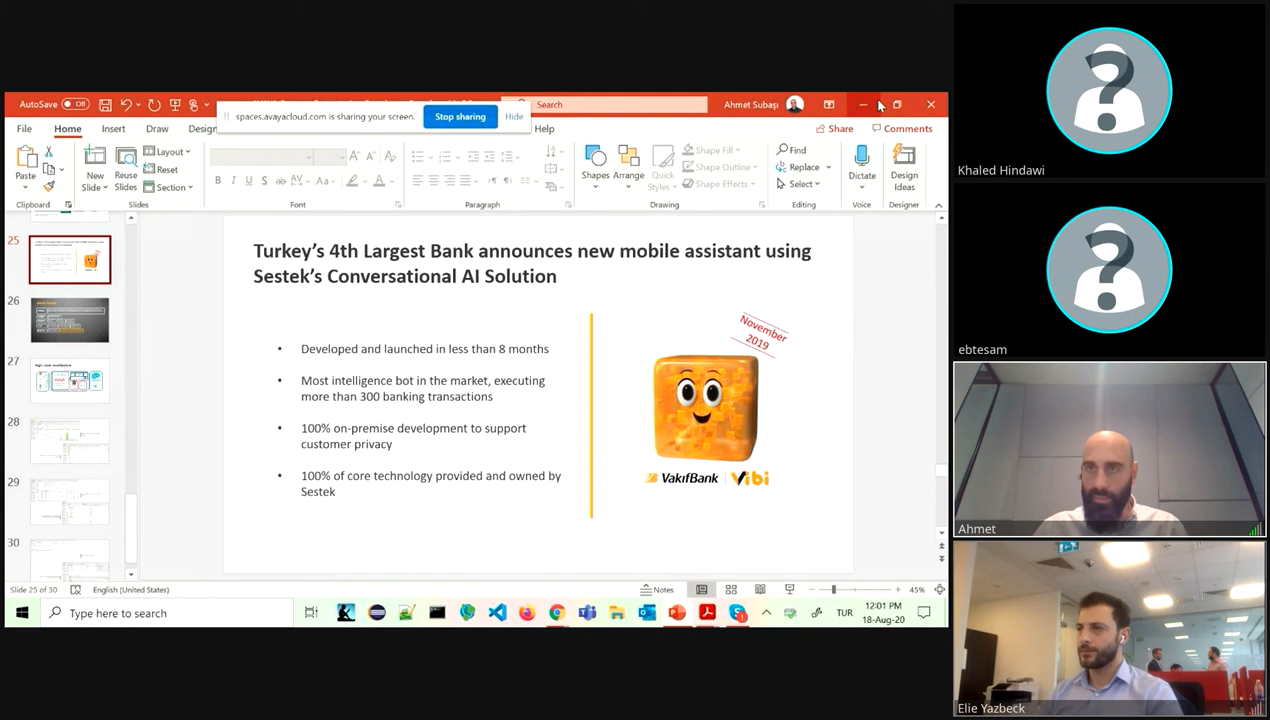 AutoSave Off
Search
Ahmet Subaşı
spaces.avayacloud.com is sharing your screen. Stop sharing Hide
File Home Insert Draw Help
Share Comments
Paste
New
Slide
Reuse
Slides
Layout
Reset
Section
Shapes
Arrange
Quick
Styles
Shape Fill
Shape Outline
Shape Effects
Find
Replace
Select
Dictate
Design
Ideas
Clipboard Slides Font Paragraph Drawing Editing Voice Designer
25
26
27
28
29
30
Turkey's 4th Largest Bank announces new mobile assistant using
Sestek's Conversational AI Solution
• Developed and launched in less than 8 months
• Most intelligence bot in the market, executing
more than 300 banking transactions
• 100% on-premise development to support
customer privacy
• 100% of core technology provided and owned by
Sestek
November
2019
VakıfBank Vibi
Slide 25 of 30 English (United States) Notes 45%
Type here to search
TUR
12:01 PM
18-Aug-20
Khaled Hindawi
ebtesam
Ahmet
Elie Yazbeck